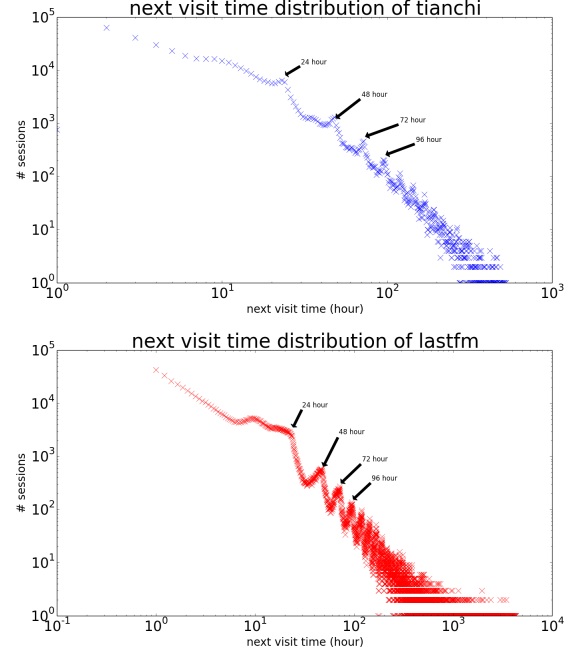 next visit time distribution of tianchi
10^5
10^4
10^3
10^2
10^1
10^0
# sessions
24 hour
48 hour
72 hour
96 hour
10^0 10^1 10^2 10^3
next visit time (hour)
next visit time distribution of lastfm
10^5
10^4
10^3
10^2
10^1
10^0
# sessions
24 hour
48 hour
72 hour
96 hour
10^-1 10^0 10^1 10^2 10^3 10^4
next visit time (hour)